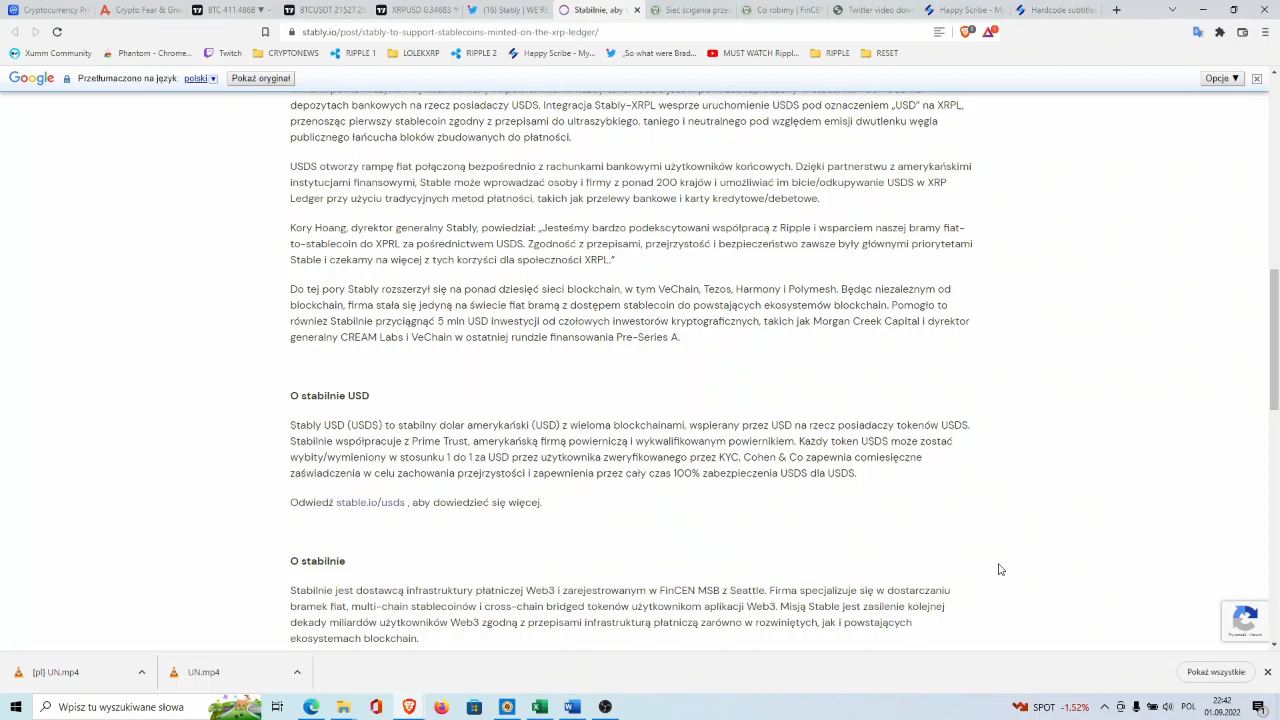 Cryptocurrency Pri
Crypto Fear & Gre
BTC 411.4868
BTCUSDT 21527.2
XRPUSD 0.34683
(16) Stably | WE RE
Stabilnie, aby
Sieć ścigania przes
Co robimy | FinCE
Twitter video dow
Happy Scribe - My
Hardcode subtitle
stably.io/post/stably-to-support-stablecoins-minted-on-the-xrp-ledger/
Xumm Community
Phantom - Chrome...
Twitch
CRYTPONEWS
RIPPLE 1
LOLEKXRP
RIPPLE 2
Happy Scribe - My...
„So what were Brad...
MUST WATCH Rippl...
RIPPLE
RESET
Google
Przetłumaczono na język: polski
Pokaż oryginał
Opcje ▼
depozytach bankowych na rzecz posiadaczy USDS. Integracja Stably-XRPL wesprze uruchomienie USDS pod oznaczeniem „USD” na XRPL,
przenosząc pierwszy stablecoin zgodny z przepisami do ultraszybkiego, taniego i neutralnego pod względem emisji dwutlenku węgla
publicznego łańcucha bloków zbudowanych do płatności.
USDS otworzy rampę fiat połączoną bezpośrednio z rachunkami bankowymi użytkowników końcowych. Dzięki partnerstwu z amerykańskimi
instytucjami finansowymi, Stable może wprowadzać osoby i firmy z ponad 200 krajów i umożliwiać im bicie/odkupywanie USDS w XRP
Ledger przy użyciu tradycyjnych metod płatności, takich jak przelewy bankowe i karty kredytowe/debetowe.
Kory Hoang, dyrektor generalny Stably, powiedział: „Jesteśmy bardzo podekscytowani współpracą z Ripple i wsparciem naszej bramy fiat-
to-stablecoin do XPRL za pośrednictwem USDS. Zgodność z przepisami, przejrzystość i bezpieczeństwo zawsze były głównymi priorytetami
Stable i czekamy na więcej z tych korzyści dla społeczności XRPL.”
Do tej pory Stably rozszerzył się na ponad dziesięć sieci blockchain, w tym VeChain, Tezos, Harmony i Polymesh. Będąc niezależnym od
blockchain, firma stała się jedyną na świecie fiat bramą z dostępem stablecoin do powstających ekosystemów blockchain. Pomogło to
również Stabilnie przyciągnąć 5 mln USD inwestycji od czołowych inwestorów kryptograficznych, takich jak Morgan Creek Capital i dyrektor
generalny CREAM Labs i VeChain w ostatniej rundzie finansowania Pre-Series A.
O stabilnie USD
Stably USD (USDS) to stabilny dolar amerykański (USD) z wieloma blockchainami, wspierany przez USD na rzecz posiadaczy tokenów USDS.
Stabilnie współpracuje z Prime Trust, amerykańską firmą powierniczą i wykwalifikowanym powiernikiem. Każdy token USDS może zostać
wybity/wymieniony w stosunku 1 do 1 za USD przez użytkownika zweryfikowanego przez KYC. Cohen & Co zapewnia comiesięczne
zaświadczenia w celu zachowania przejrzystości i zapewnienia przez cały czas 100% zabezpieczenia USDS dla USDS.
Odwiedź stable.io/usds , aby dowiedzieć się więcej.
O stabilnie
Stabilnie jest dostawcą infrastruktury płatniczej Web3 i zarejestrowanym w FinCEN MSB z Seattle. Firma specjalizuje się w dostarczaniu
bramek fiat, multi-chain stablecoinów i cross-chain bridged tokenów użytkownikom aplikacji Web3. Misją Stable jest zasilenie kolejnej
dekady miliardów użytkowników Web3 zgodną z przepisami infrastrukturą płatniczą zarówno w rozwiniętych, jak i powstających
ekosystemach blockchain.
[pl] UN.mp4
UN.mp4
Pokaż wszystkie
Wpisz tu wyszukiwane słowa
SPOT -1,52%
POL
22:42
01.09.2022